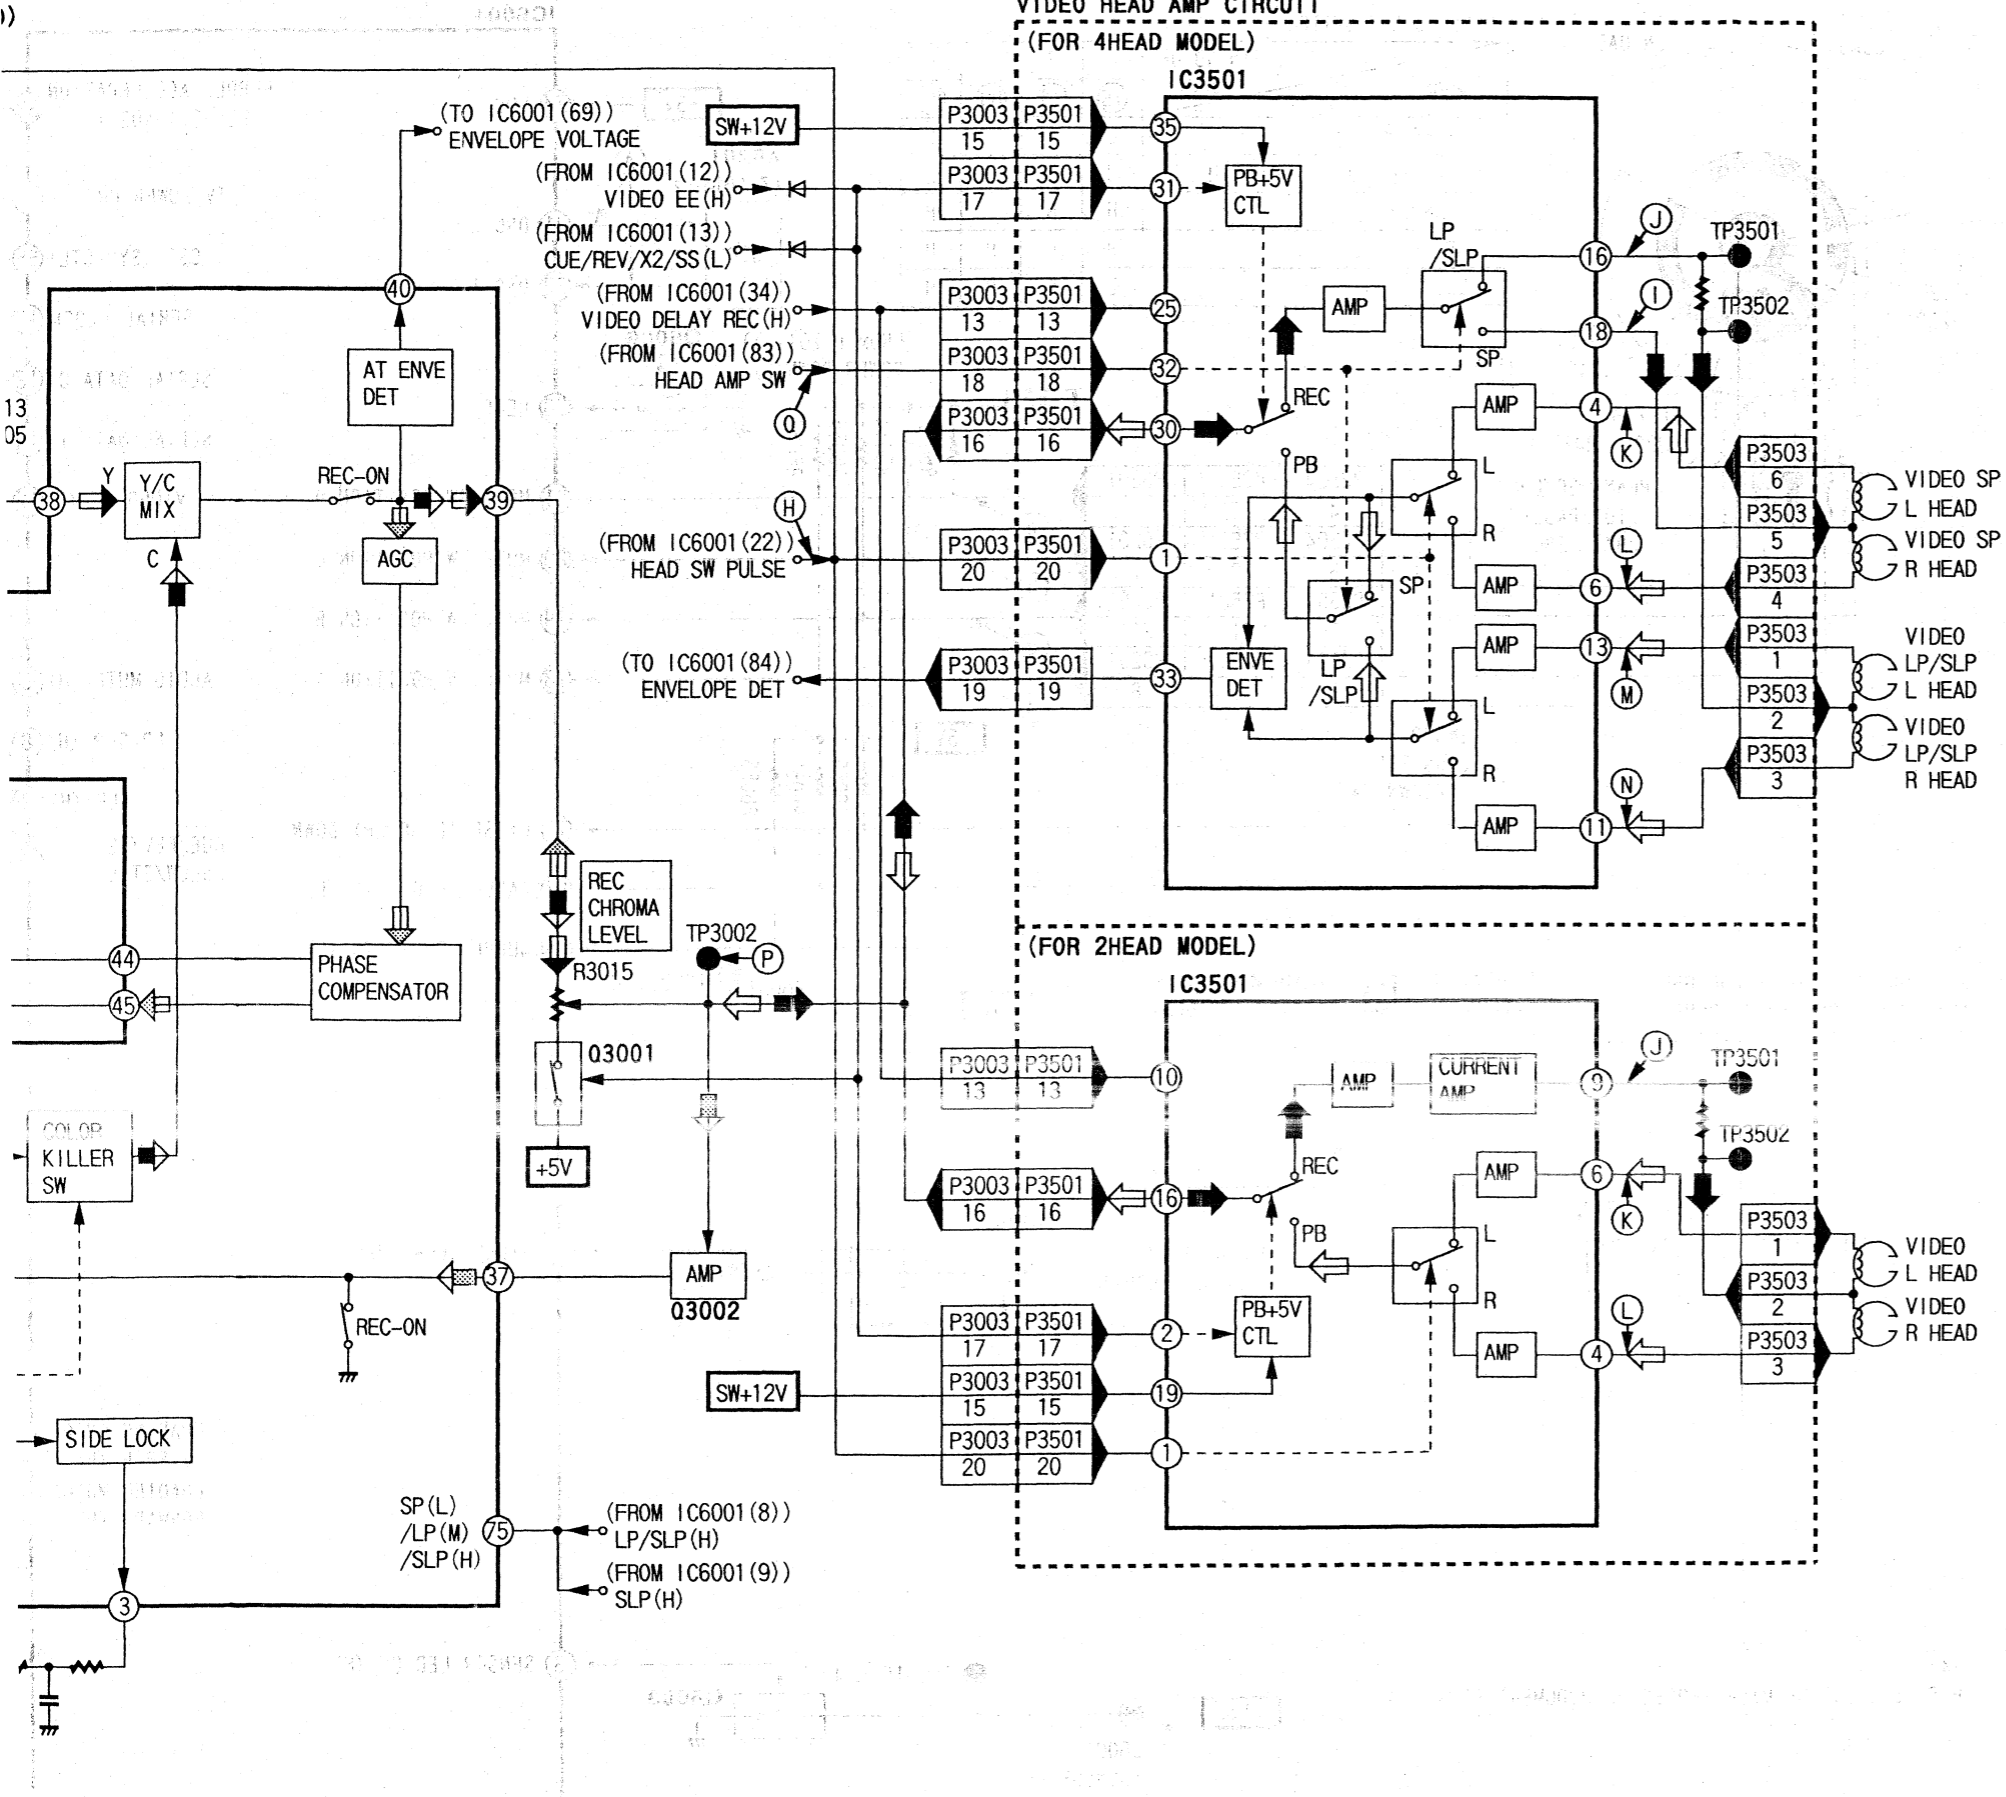 VIDEO HEAD AMP CIRCUIT
(FOR 4HEAD MODEL)
IC3501
(TO IC6001(69))
ENVELOPE VOLTAGE
SW+12V
P3003 P3501
15 15
35
(FROM IC6001(12))
VIDEO EE(H)
P3003 P3501
17 17
31
PB+5V
CTL
(FROM IC6001(13))
CUE/REV/X2/SS(L)
LP
/SLP
16
J
TP3501
40
(FROM IC6001(34))
VIDEO DELAY REC(H)
P3003 P3501
13 13
25
AMP
18
I
TP3502
SP
(FROM IC6001(83))
HEAD AMP SW
P3003 P3501
18 18
32
AT ENVE
DET
13
05
Q
P3003 P3501
16 16
30
REC
AMP
4
K
PB
L
R
P3503
6
VIDEO SP
L HEAD
38
Y
Y/C
MIX
REC-ON
39
H
P3503
5
VIDEO SP
R HEAD
C
AGC
(FROM IC6001(22))
HEAD SW PULSE
P3003 P3501
20 20
1
L
AMP
6
P3503
4
SP
LP
/SLP
AMP
13
M
P3503
1
VIDEO
LP/SLP
L HEAD
(TO IC6001(84))
ENVELOPE DET
P3003 P3501
19 19
33
ENVE
DET
L
R
P3503
2
VIDEO
LP/SLP
R HEAD
P3503
3
N
AMP
11
REC
CHROMA
LEVEL
TP3002
P
R3015
44
45
PHASE
COMPENSATOR
(FOR 2HEAD MODEL)
IC3501
Q3001
+5V
P3003 P3501
13 13
10
AMP
CURRENT
AMP
9
J
TP3501
TP3502
COLOR
KILLER
SW
P3003 P3501
16 16
16
REC
PB
AMP
6
K
L
R
P3503
1
VIDEO
L HEAD
P3503
2
VIDEO
R HEAD
P3503
3
37
AMP
Q3002
REC-ON
P3003 P3501
17 17
2
PB+5V
CTL
AMP
4
L
SW+12V
P3003 P3501
15 15
19
P3003 P3501
20 20
1
SIDE LOCK
SP(L)
/LP(M)
/SLP(H)
75
(FROM IC6001(8))
LP/SLP(H)
(FROM IC6001(9))
SLP(H)
3